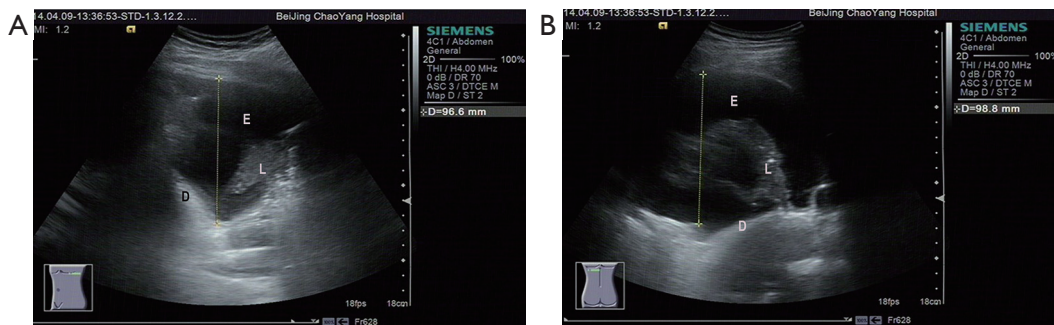 A
14.04.09-13:36:53-STD-1.3.12.2....
BeiJing ChaoYang Hospital
MI: 1.2
SIEMENS
4C1 / Abdomen
General
2D 100%
THI / H4.00 MHz
0 dB / DR 70
ASC 3 / DTCE M
Map D / ST 2
D=96.6 mm
E
L
D
18fps
18cm
Fr628
B
14.04.09-13:36:53-STD-1.3.12.2....
BeiJing ChaoYang Hospital
MI: 1.2
SIEMENS
4C1 / Abdomen
General
2D 100%
THI / H4.00 MHz
0 dB / DR 70
ASC 3 / DTCE M
Map D / ST 2
D=98.8 mm
E
L
D
18fps
18cm
Fr628